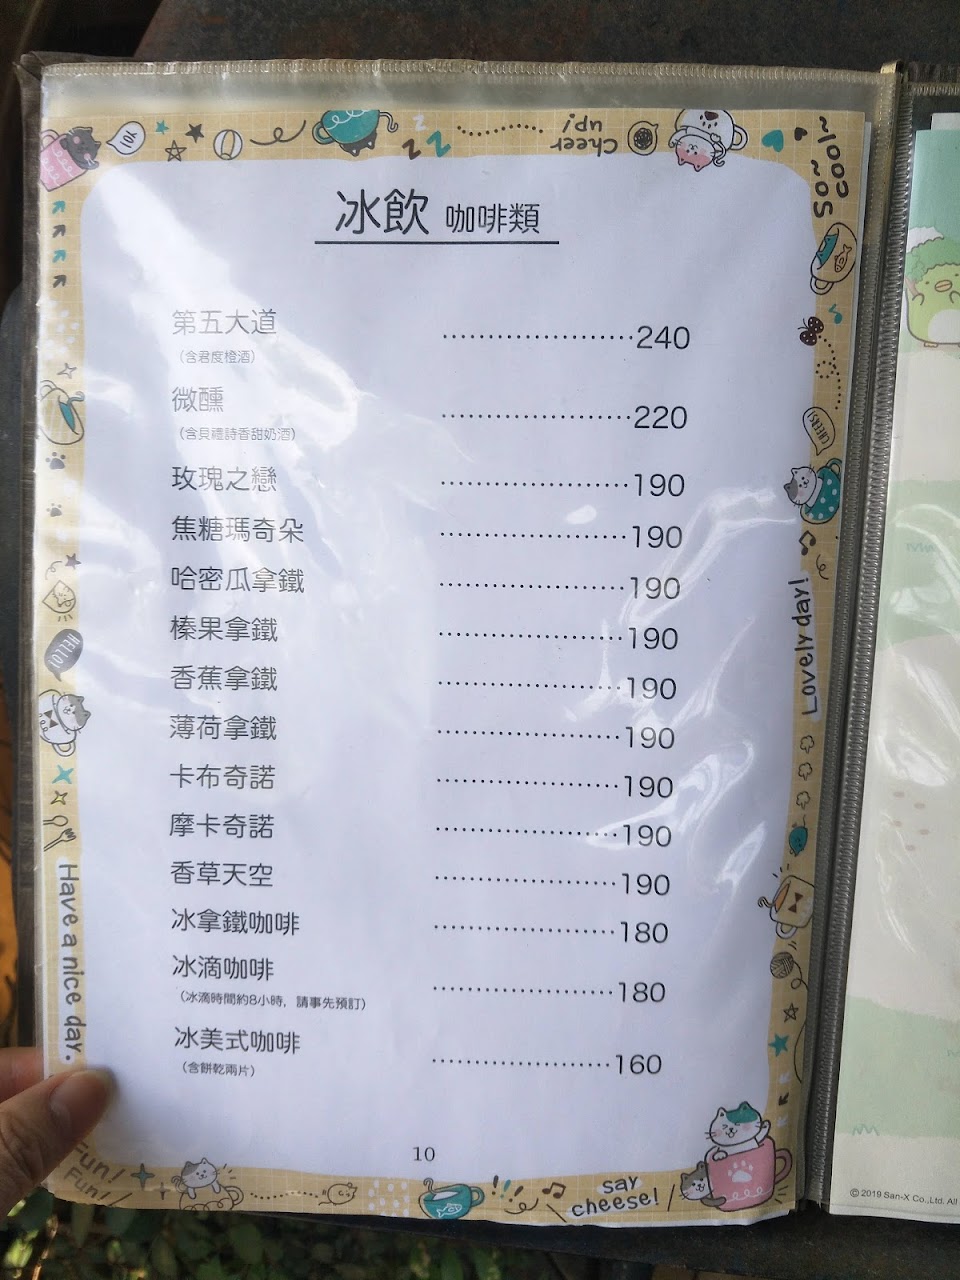 YO!
Cheer up!
So~ cool~
冰飲 咖啡類
第五大道 ....................240
(含君度橙酒)
微醺 ....................220
(含貝禮詩香甜奶酒)
CHEERS!
玫瑰之戀 ....................190
焦糖瑪奇朵 ....................190
哈密瓜拿鐵 ....................190
榛果拿鐵 ....................190
HELLO!
Lovely day!
香蕉拿鐵 ....................190
薄荷拿鐵 ....................190
卡布奇諾 ....................190
摩卡奇諾 ....................190
香草天空 ....................190
Have a nice day.
冰拿鐵咖啡 ....................180
冰滴咖啡 ....................180
(冰滴時間約8小時,請事先預訂)
冰美式咖啡 ....................160
(含餅乾兩片)
10
Fun!
Fun!
say
cheese!
© 2019 San-X Co.,Ltd. All